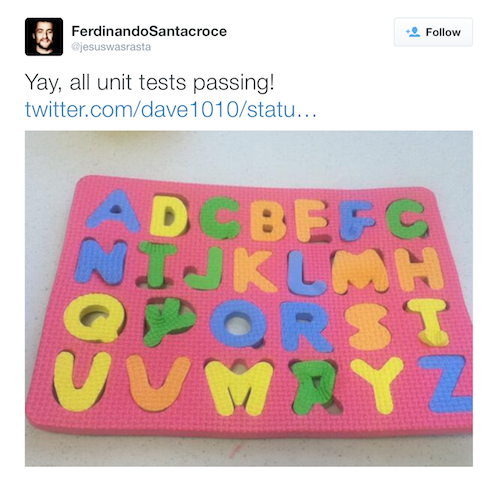 FerdinandoSantacroce
@jesuswasrasta
Follow
Yay, all unit tests passing!
twitter.com/dave1010/statu…
A D G B F F C
N T J K L M H
Q O R S I
U V M Y Z